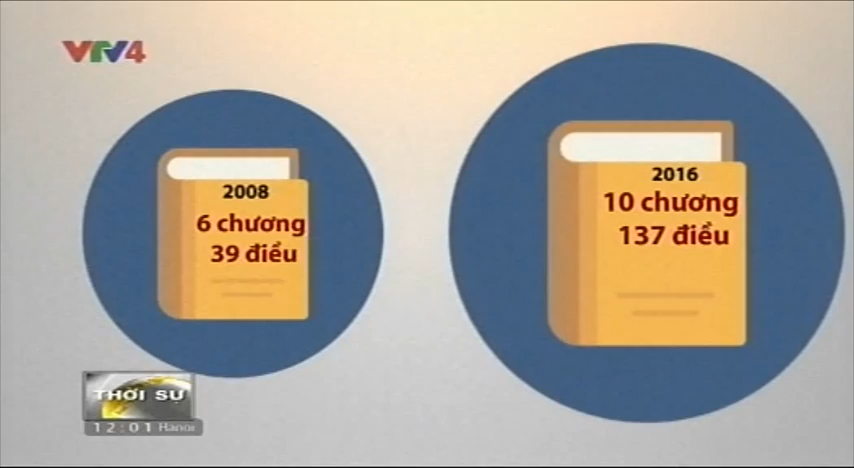 VTV4
2008
6 chương
39 điều
2016
10 chương
137 điều
THỜI SỰ
12:01 Hanoi